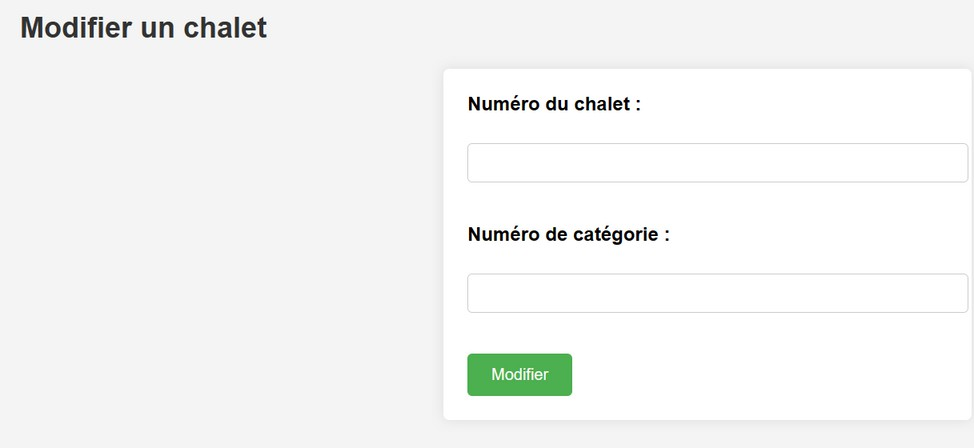 Modifier un chalet
Numéro du chalet :
Numéro de catégorie :
Modifier